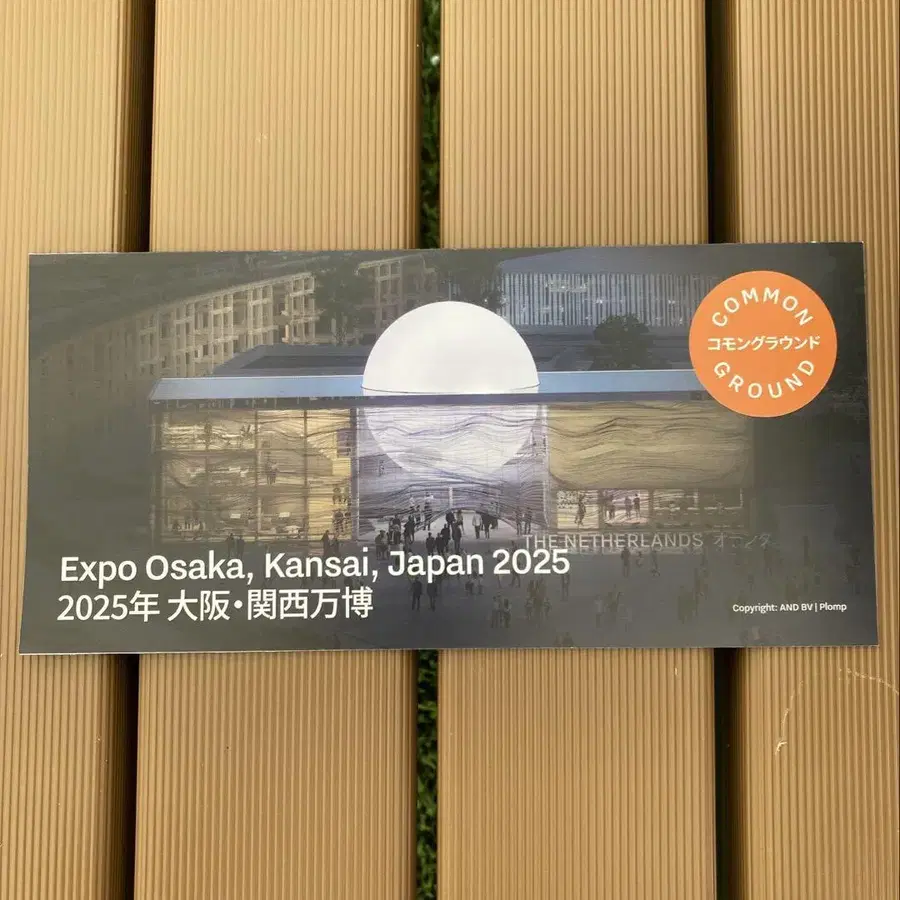 COMMON
コモングラウンド
GROUND
THE NETHERLANDS オランダ
Expo Osaka, Kansai, Japan 2025
2025年 大阪・関西万博
Copyright: AND BV | Plomp